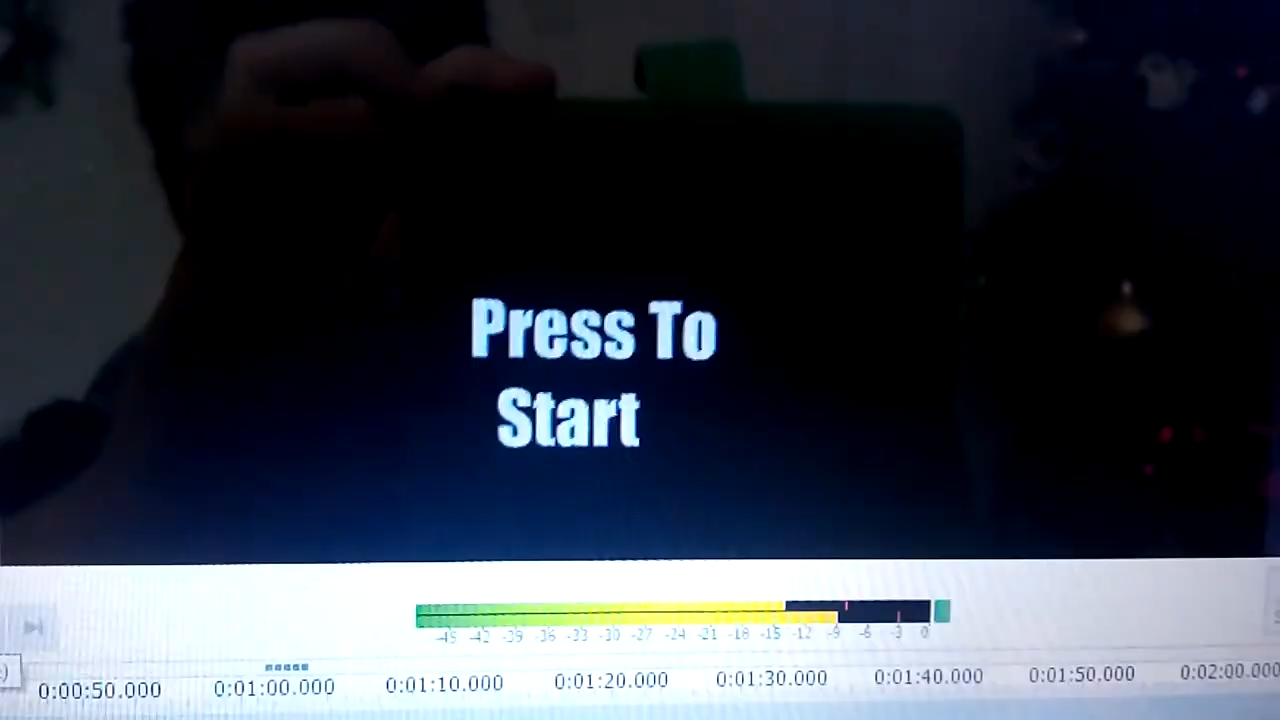 Press To
Start
-45 -42 -39 -36 -33 -30 -27 -24 -21 -18 -15 -12 -9 -6 -3 0
0:00:50.000 0:01:00.000 0:01:10.000 0:01:20.000 0:01:30.000 0:01:40.000 0:01:50.000 0:02:00.000